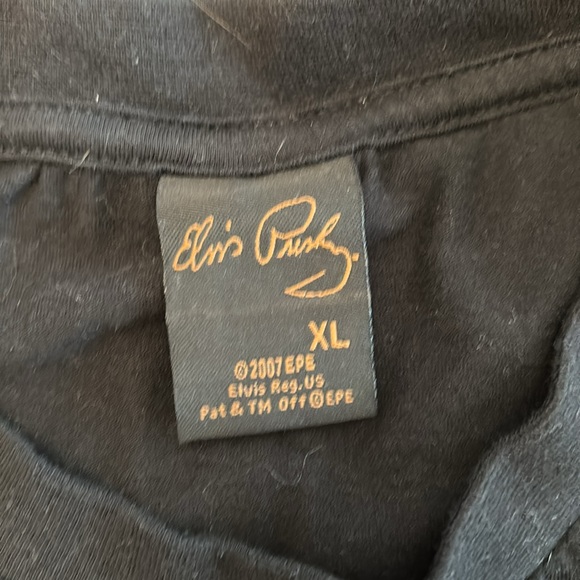 Elvis Presley
XL
©2007 EPE
Elvis Reg. US
Pat & TM Off ©EPE